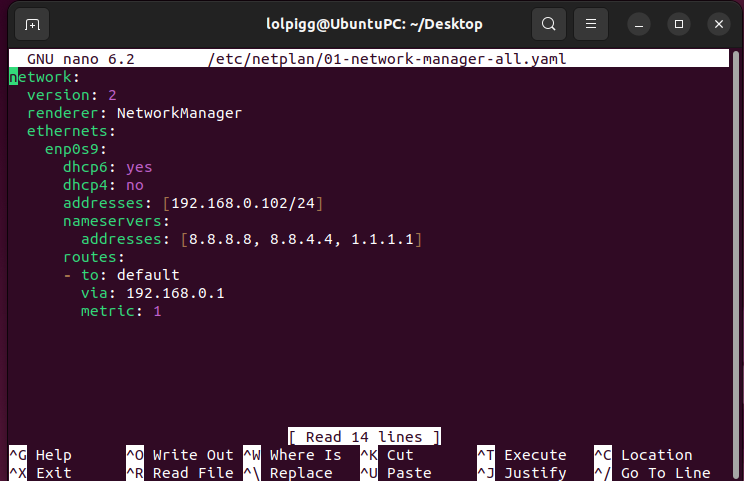 lolpigg@UbuntuPC: ~/Desktop
GNU nano 6.2 /etc/netplan/01-network-manager-all.yaml
network:
  version: 2
  renderer: NetworkManager
  ethernets:
    enp0s9:
      dhcp6: yes
      dhcp4: no
      addresses: [192.168.0.102/24]
      nameservers:
        addresses: [8.8.8.8, 8.8.4.4, 1.1.1.1]
      routes:
      - to: default
        via: 192.168.0.1
        metric: 1
[ Read 14 lines ]
^G Help ^O Write Out ^W Where Is ^K Cut ^T Execute ^C Location
^X Exit ^R Read File ^\ Replace ^U Paste ^J Justify ^/ Go To Line